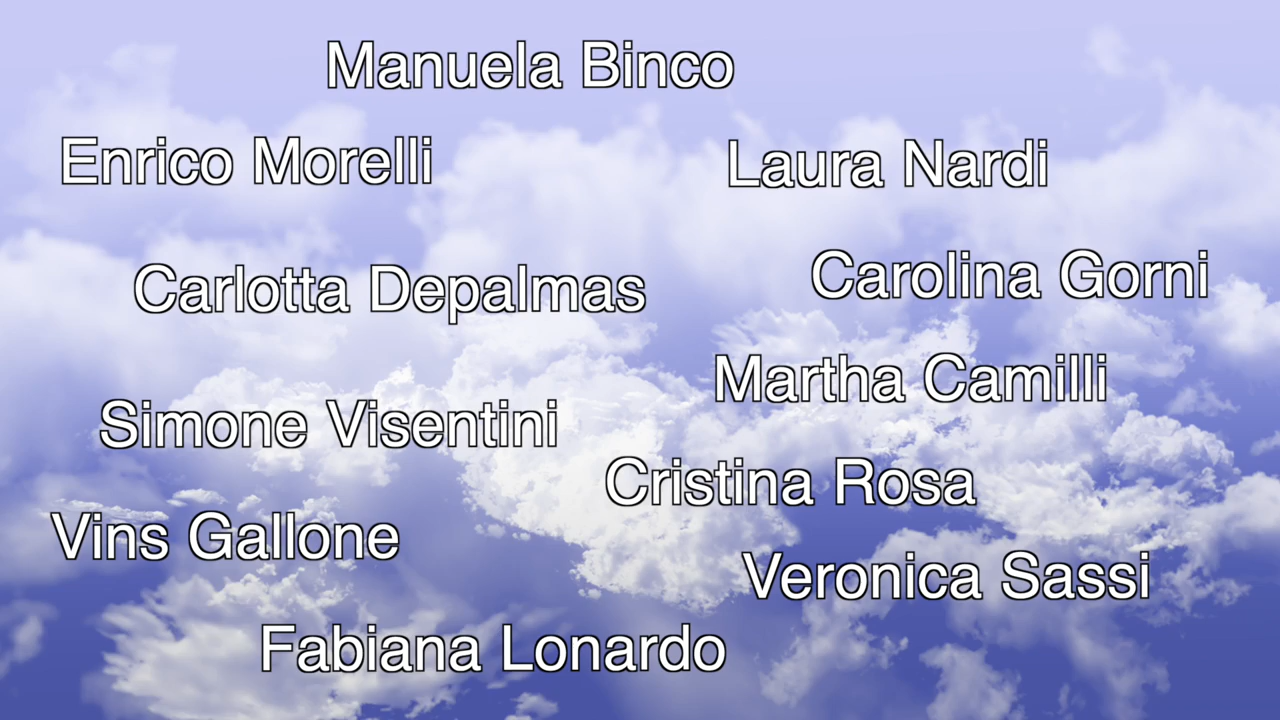 Manuela Binco
Enrico Morelli
Laura Nardi
Carlotta Depalmas
Carolina Gorni
Martha Camilli
Simone Visentini
Cristina Rosa
Vins Gallone
Veronica Sassi
Fabiana Lonardo